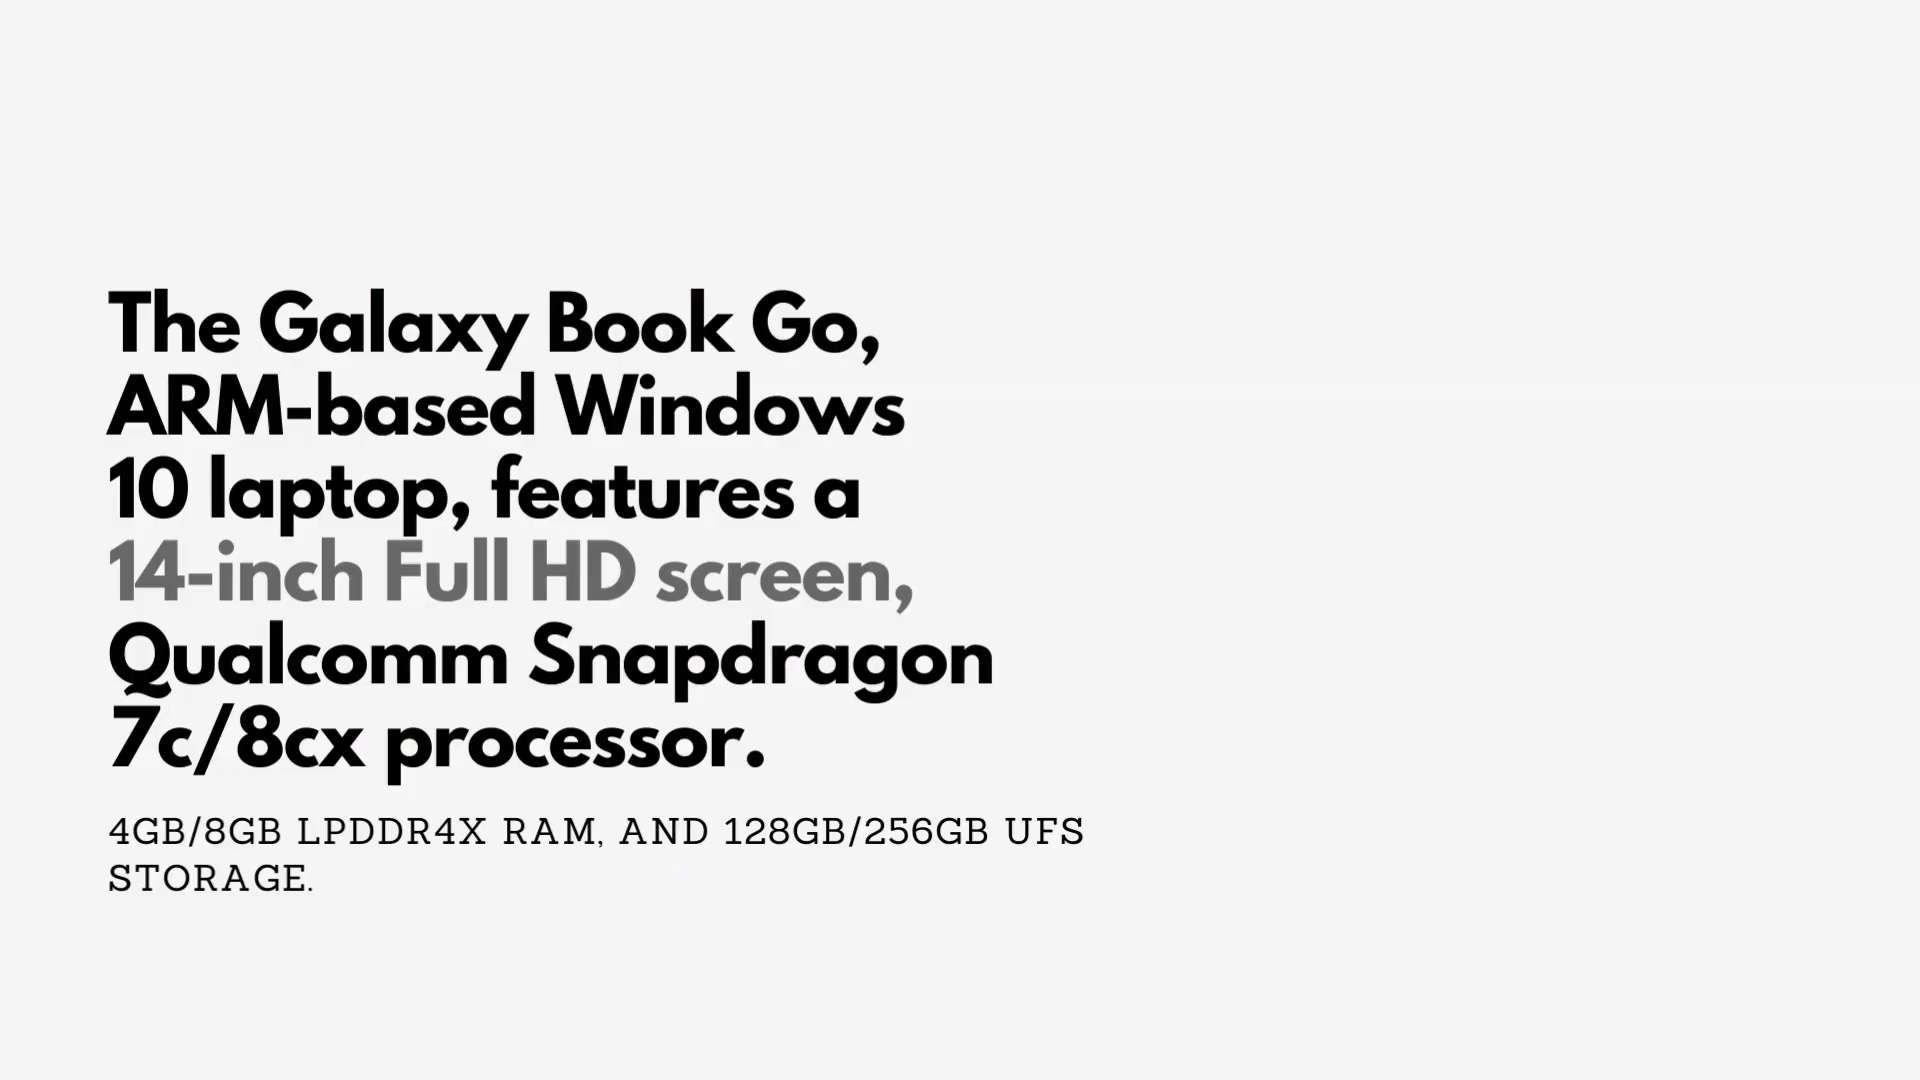 The Galaxy Book Go,
ARM-based Windows
10 laptop, features a
14-inch Full HD screen,
Qualcomm Snapdragon
7c/8cx processor.
4GB/8GB LPDDR4X RAM, AND 128GB/256GB UFS
STORAGE.